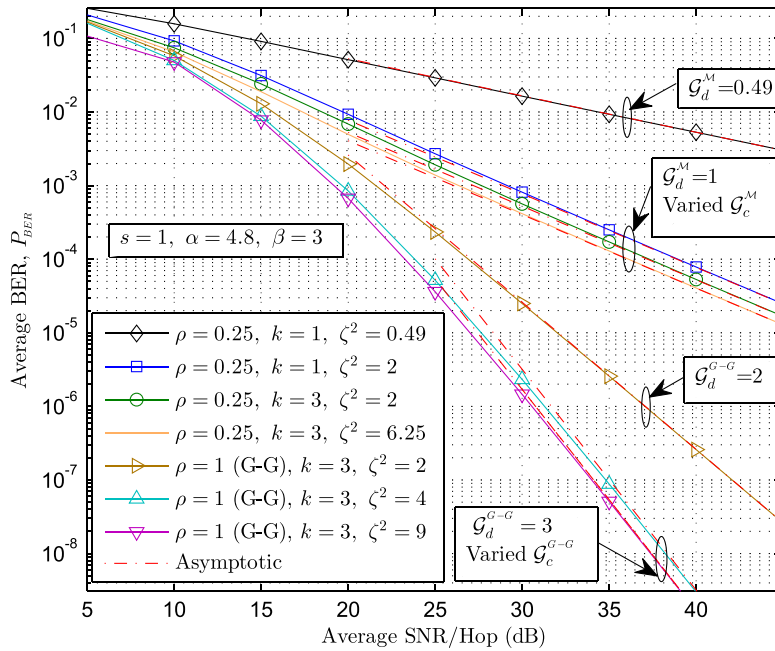 10⁻¹
10⁻²
10⁻³
10⁻⁴
10⁻⁵
10⁻⁶
10⁻⁷
10⁻⁸
Average BER, P_BER
5 10 15 20 25 30 35 40
Average SNR/Hop (dB)
𝒢_d^ℳ=0.49
𝒢_d^ℳ=1
Varied 𝒢_c^ℳ
s = 1, α = 4.8, β = 3
𝒢_d^{G-G}=2
𝒢_d^{G-G} = 3
Varied 𝒢_c^{G-G}
ρ = 0.25, k = 1, ζ² = 0.49
ρ = 0.25, k = 1, ζ² = 2
ρ = 0.25, k = 3, ζ² = 2
ρ = 0.25, k = 3, ζ² = 6.25
ρ = 1 (G-G), k = 3, ζ² = 2
ρ = 1 (G-G), k = 3, ζ² = 4
ρ = 1 (G-G), k = 3, ζ² = 9
Asymptotic